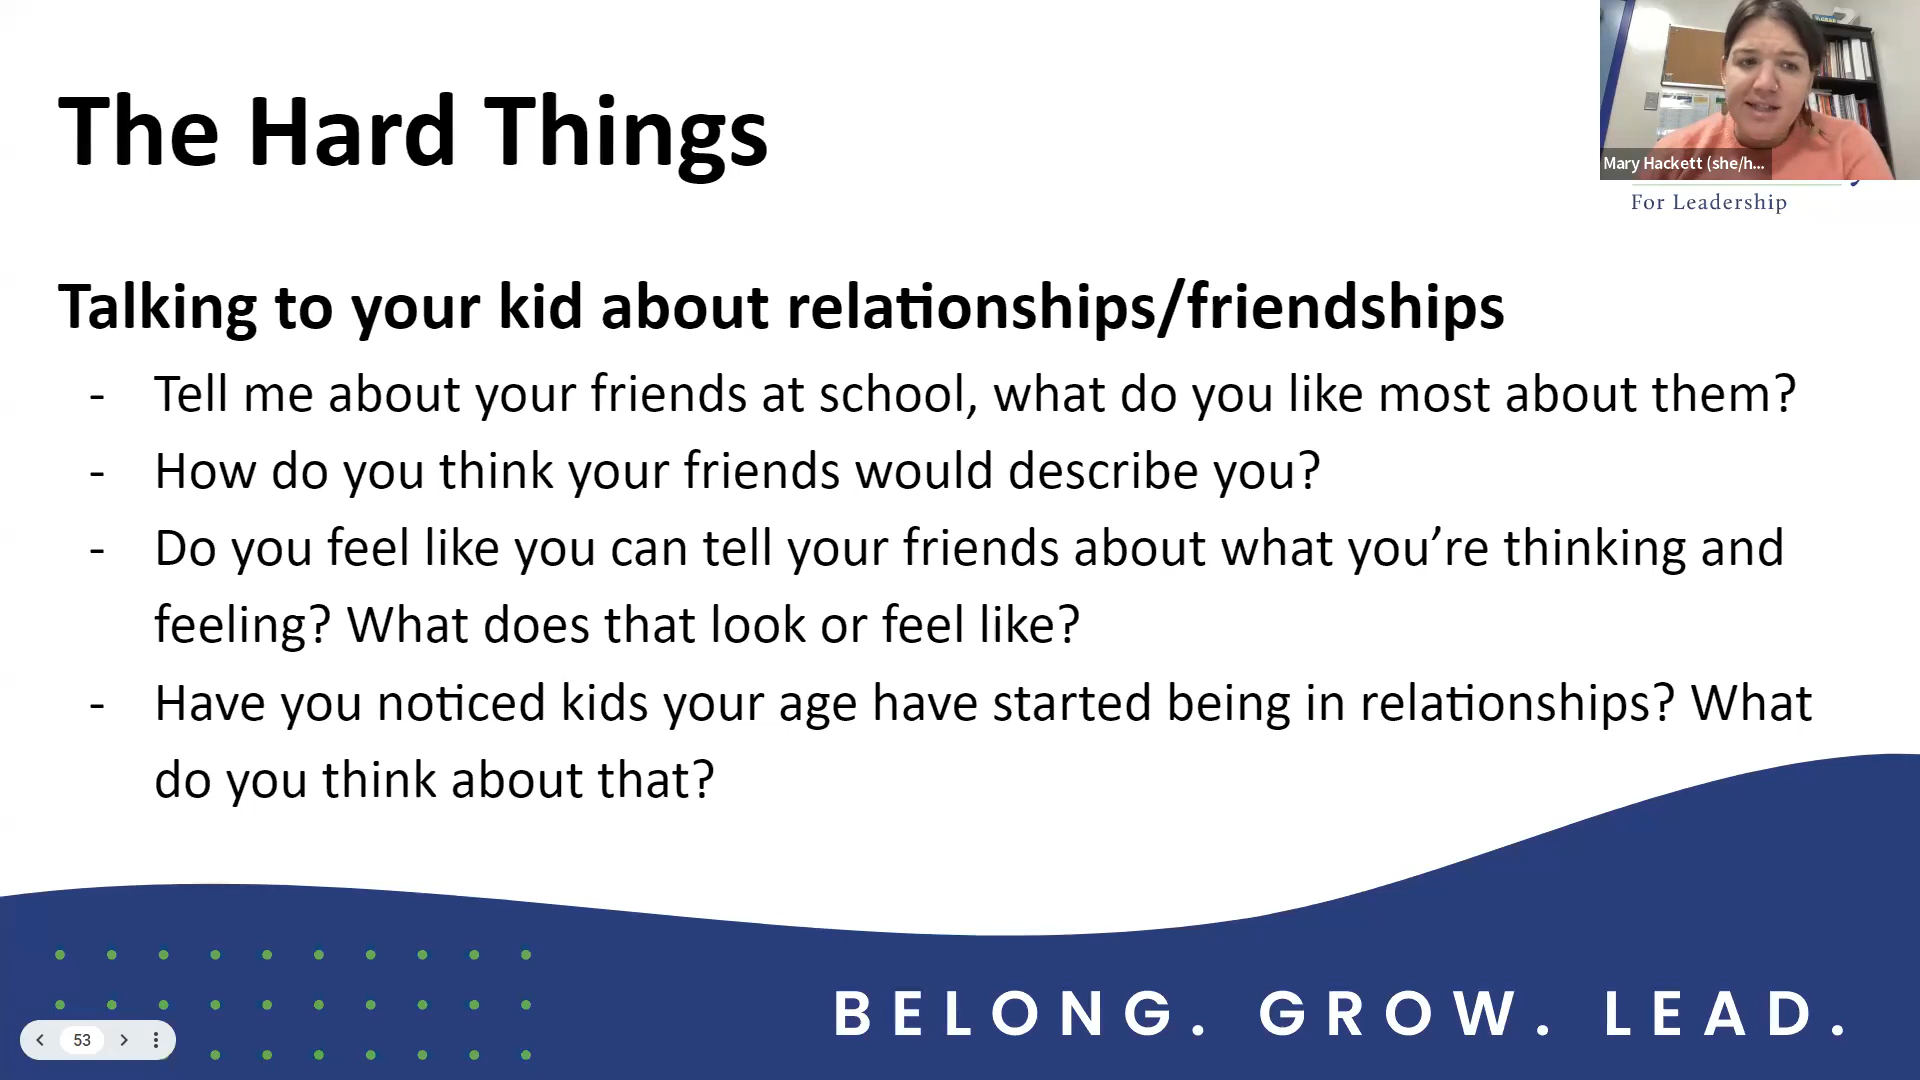 The Hard Things
Mary Hackett (she/h...
For Leadership
Talking to your kid about relationships/friendships
- Tell me about your friends at school, what do you like most about them?
- How do you think your friends would describe you?
- Do you feel like you can tell your friends about what you’re thinking and
feeling? What does that look or feel like?
- Have you noticed kids your age have started being in relationships? What
do you think about that?
BELONG. GROW. LEAD.
53